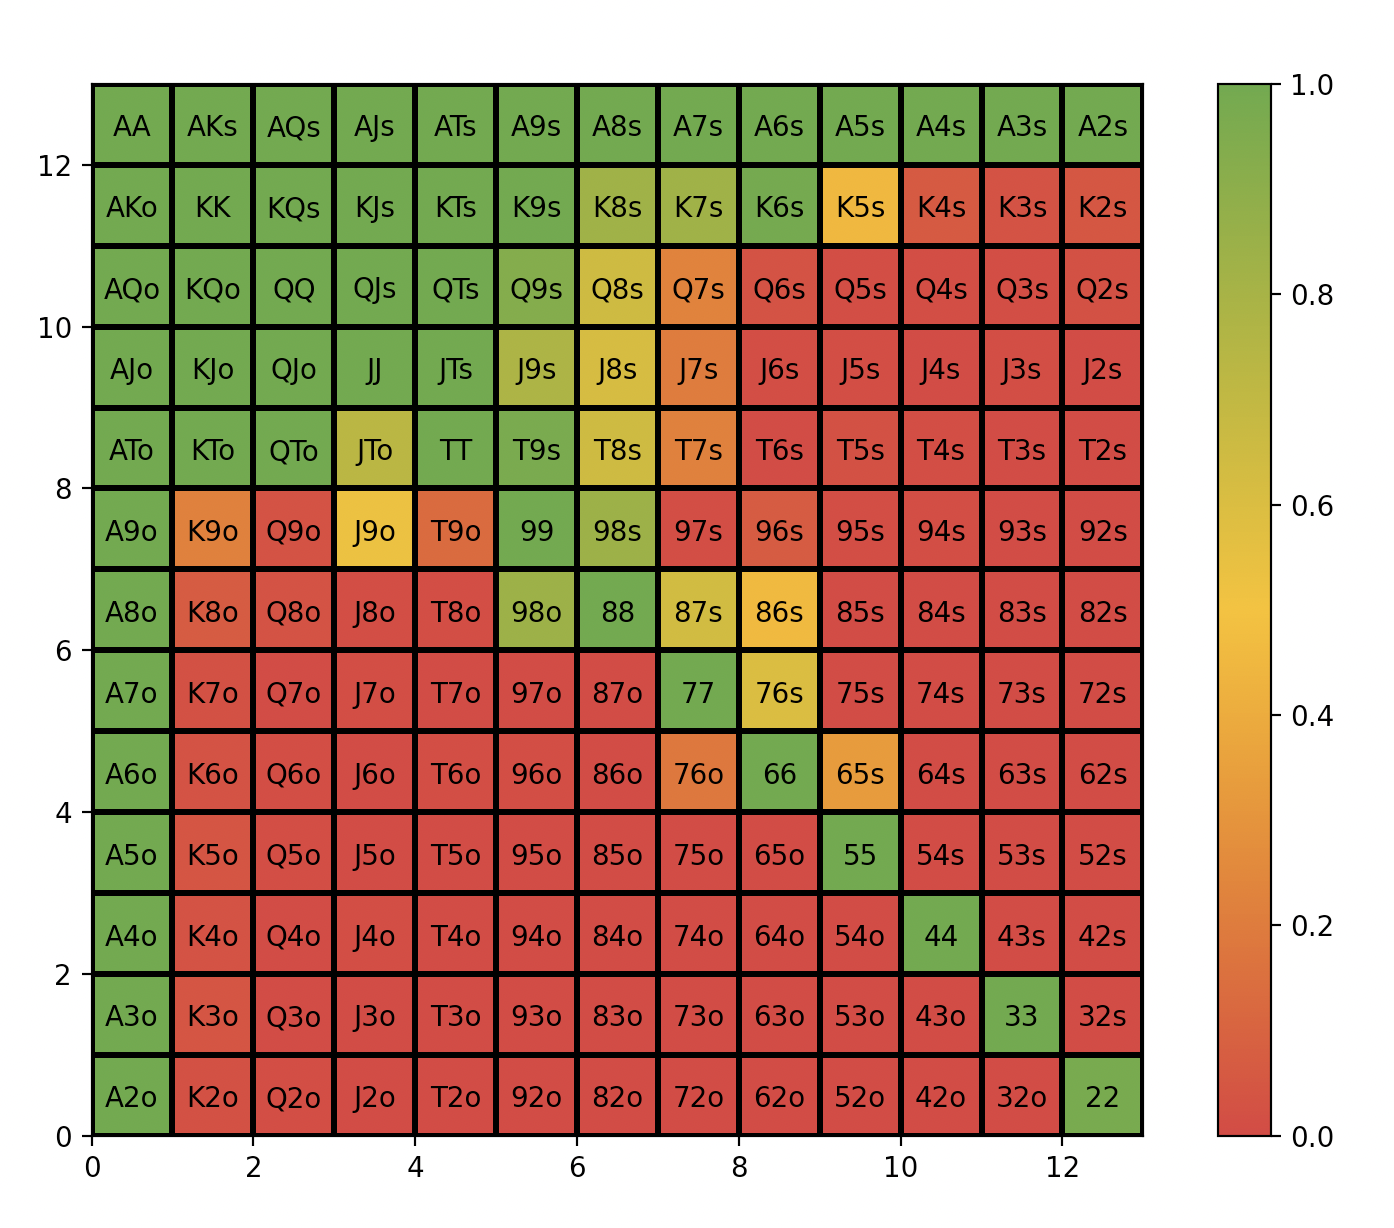 AA AKs AQs AJs ATs A9s A8s A7s A6s A5s A4s A3s A2s
AKo KK KQs KJs KTs K9s K8s K7s K6s K5s K4s K3s K2s
AQo KQo QQ QJs QTs Q9s Q8s Q7s Q6s Q5s Q4s Q3s Q2s
AJo KJo QJo JJ JTs J9s J8s J7s J6s J5s J4s J3s J2s
ATo KTo QTo JTo TT T9s T8s T7s T6s T5s T4s T3s T2s
A9o K9o Q9o J9o T9o 99 98s 97s 96s 95s 94s 93s 92s
A8o K8o Q8o J8o T8o 98o 88 87s 86s 85s 84s 83s 82s
A7o K7o Q7o J7o T7o 97o 87o 77 76s 75s 74s 73s 72s
A6o K6o Q6o J6o T6o 96o 86o 76o 66 65s 64s 63s 62s
A5o K5o Q5o J5o T5o 95o 85o 75o 65o 55 54s 53s 52s
A4o K4o Q4o J4o T4o 94o 84o 74o 64o 54o 44 43s 42s
A3o K3o Q3o J3o T3o 93o 83o 73o 63o 53o 43o 33 32s
A2o K2o Q2o J2o T2o 92o 82o 72o 62o 52o 42o 32o 22
12
10
8
6
4
2
0
0 2 4 6 8 10 12
1.0
0.8
0.6
0.4
0.2
0.0